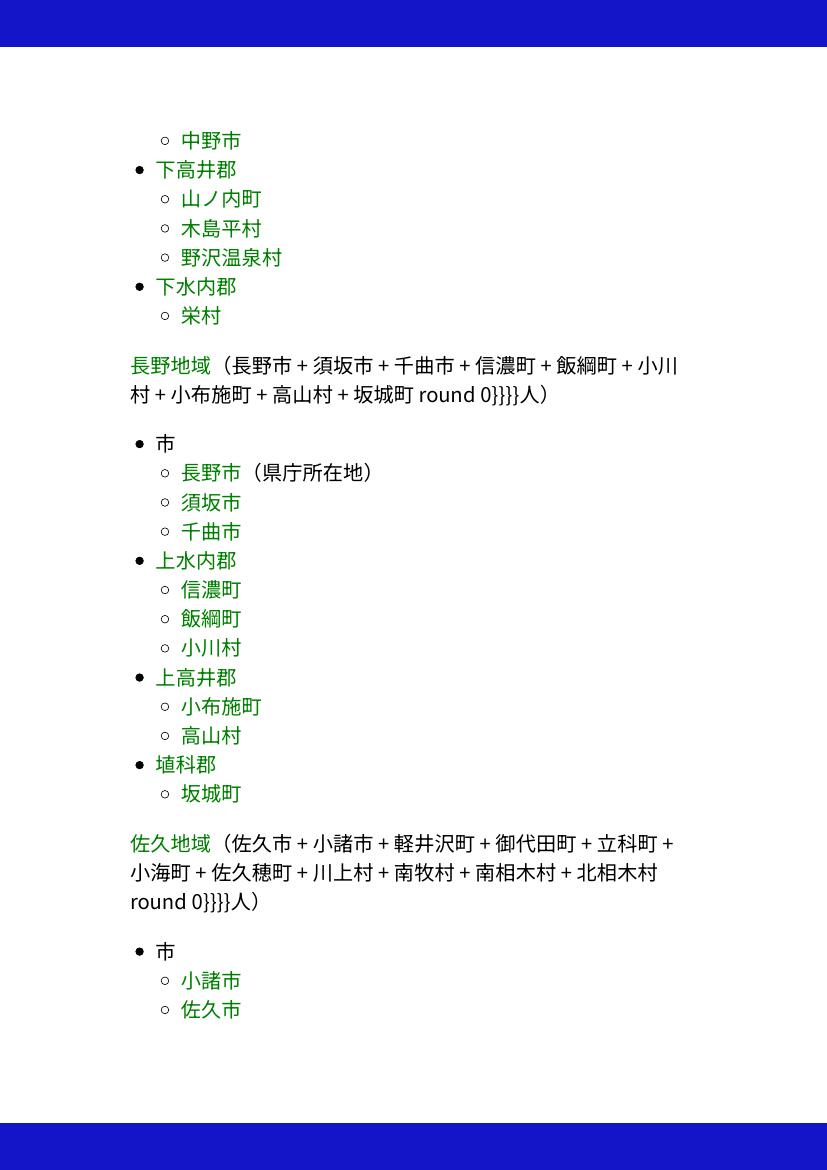 中野市
下高井郡
山ノ内町
木島平村
野沢温泉村
下水内郡
栄村
長野地域（長野市 + 須坂市 + 千曲市 + 信濃町 + 飯綱町 + 小川
村 + 小布施町 + 高山村 + 坂城町 round 0}}}}人）
市
長野市（県庁所在地）
須坂市
千曲市
上水内郡
信濃町
飯綱町
小川村
上高井郡
小布施町
高山村
埴科郡
坂城町
佐久地域（佐久市 + 小諸市 + 軽井沢町 + 御代田町 + 立科町 +
小海町 + 佐久穂町 + 川上村 + 南牧村 + 南相木村 + 北相木村
round 0}}}}人）
市
小諸市
佐久市